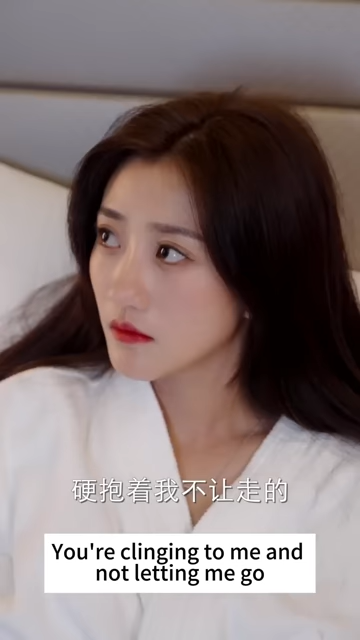 硬抱着我不让走的
You're clinging to me and
not letting me go